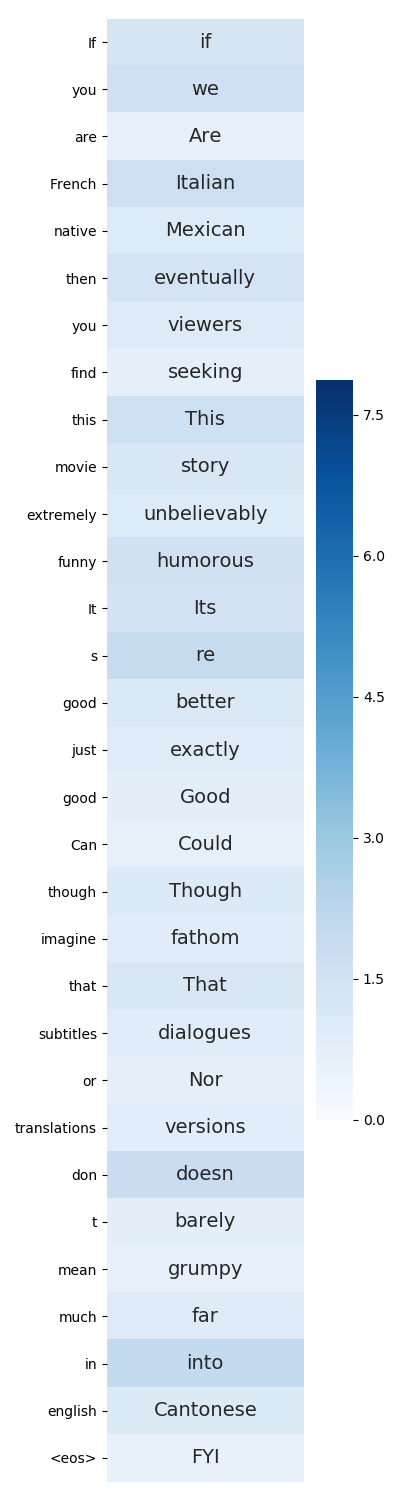 If if
you we
are Are
French Italian
native Mexican
then eventually
you viewers
find seeking
this This
movie story
extremely unbelievably
funny humorous
It Its
s re
good better
just exactly
good Good
Can Could
though Though
imagine fathom
that That
subtitles dialogues
or Nor
translations versions
don doesn
t barely
mean grumpy
much far
in into
english Cantonese
<eos> FYI
7.5
6.0
4.5
3.0
1.5
0.0